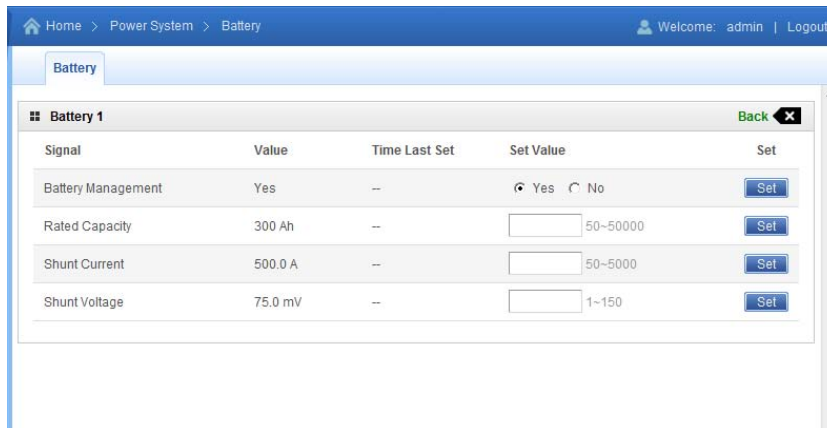 Home > Power System > Battery Welcome: admin | Logout
Battery
Battery 1 Back
Signal Value Time Last Set Set Value Set
Battery Management Yes -- Yes No Set
Rated Capacity 300 Ah -- 50~50000 Set
Shunt Current 500.0 A -- 50~5000 Set
Shunt Voltage 75.0 mV -- 1~150 Set